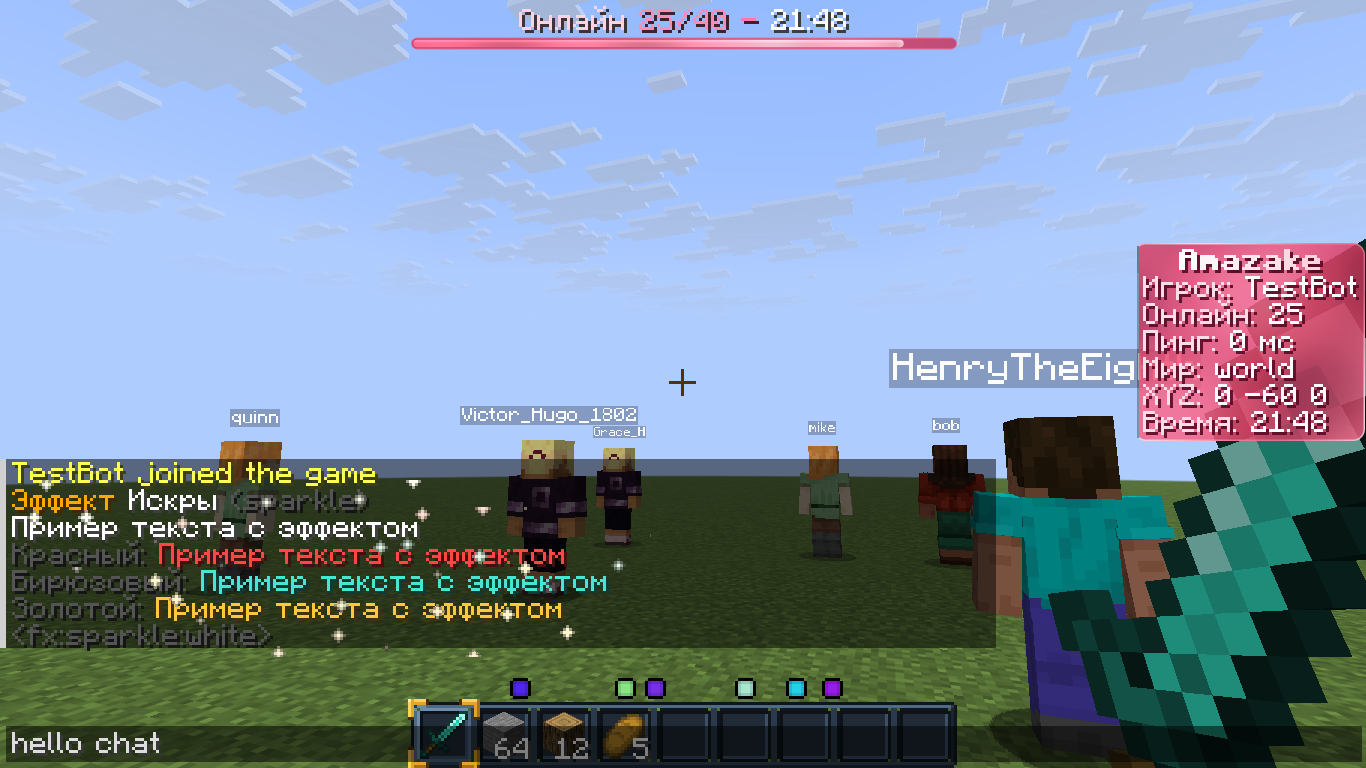 Онлайн 25/40 - 21:48
Amazake
Игрок: TestBot
Онлайн: 25
Пинг: 0 мс
Мир: world
XYZ: 0 -60 0
Время: 21:48
HenryTheEig
quinn
Victor_Hugo_1802
Grace_H
mike
bob
TestBot joined the game
Эффект Искры (sparkle)
Пример текста с эффектом
Красный: Пример текста с эффектом
Бирюзовый: Пример текста с эффектом
Золотой: Пример текста с эффектом
<fx:sparkle:white>
64
12
5
hello chat